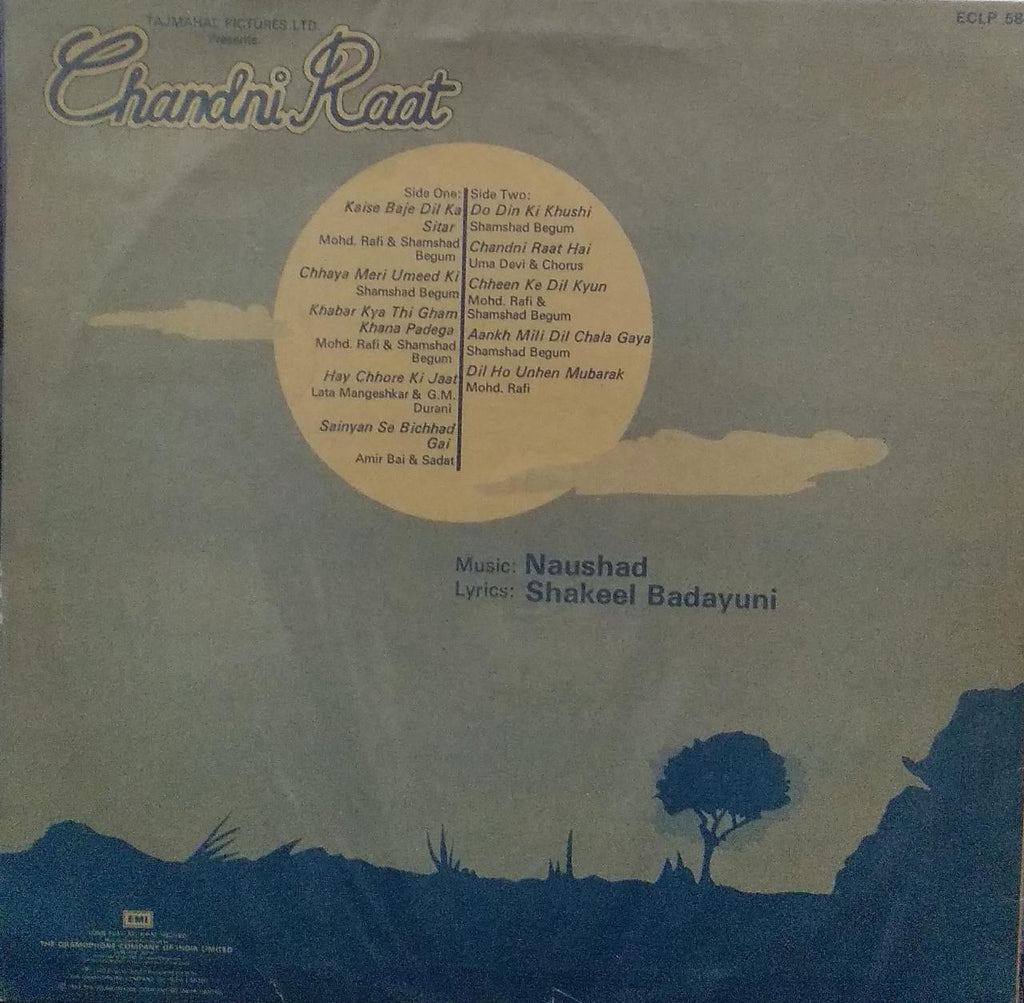 TAJMAHAL PICTURES LTD.
Presents
Chandni Raat
ECLP 58
Side One:
Kaise Baje Dil Ka
Sitar
Mohd. Rafi & Shamshad
Begum
Chhaya Meri Umeed Ki
Shamshad Begum
Khabar Kya Thi Gham
Khana Padega
Mohd. Rafi & Shamshad
Begum
Hay Chhore Ki Jaat
Lata Mangeshkar & G.M.
Durani
Sainyan Se Bichhad
Gai
Amir Bai & Sadat
Side Two:
Do Din Ki Khushi
Shamshad Begum
Chandni Raat Hai
Uma Devi & Chorus
Chheen Ke Dil Kyun
Mohd. Rafi &
Shamshad Begum
Aankh Mili Dil Chala Gaya
Shamshad Begum
Dil Ho Unhen Mubarak
Mohd. Rafi
Music: Naushad
Lyrics: Shakeel Badayuni
EMI
THE GRAMOPHONE COMPANY OF INDIA LIMITED